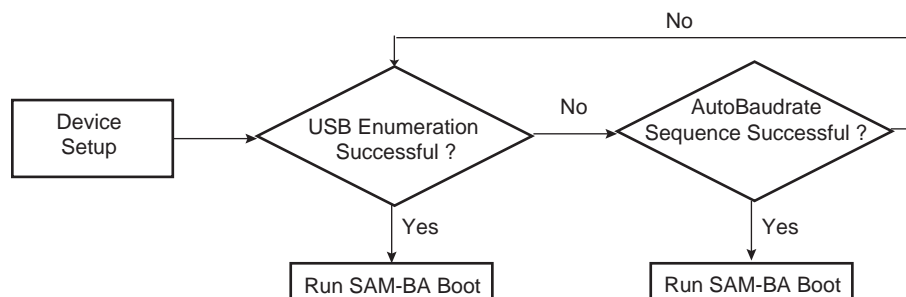 No
Device
Setup
USB Enumeration
Successful ?
No
AutoBaudrate
Sequence Successful ?
Yes
Yes
Run SAM-BA Boot
Run SAM-BA Boot